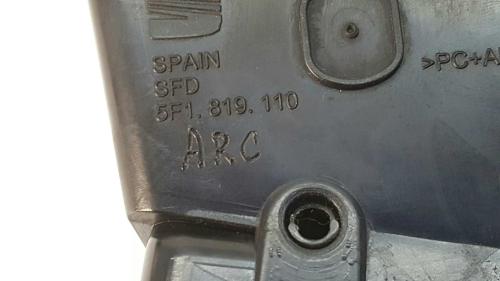 SPAIN
SFD
5F1. 819. 110
>PC+A
ARC